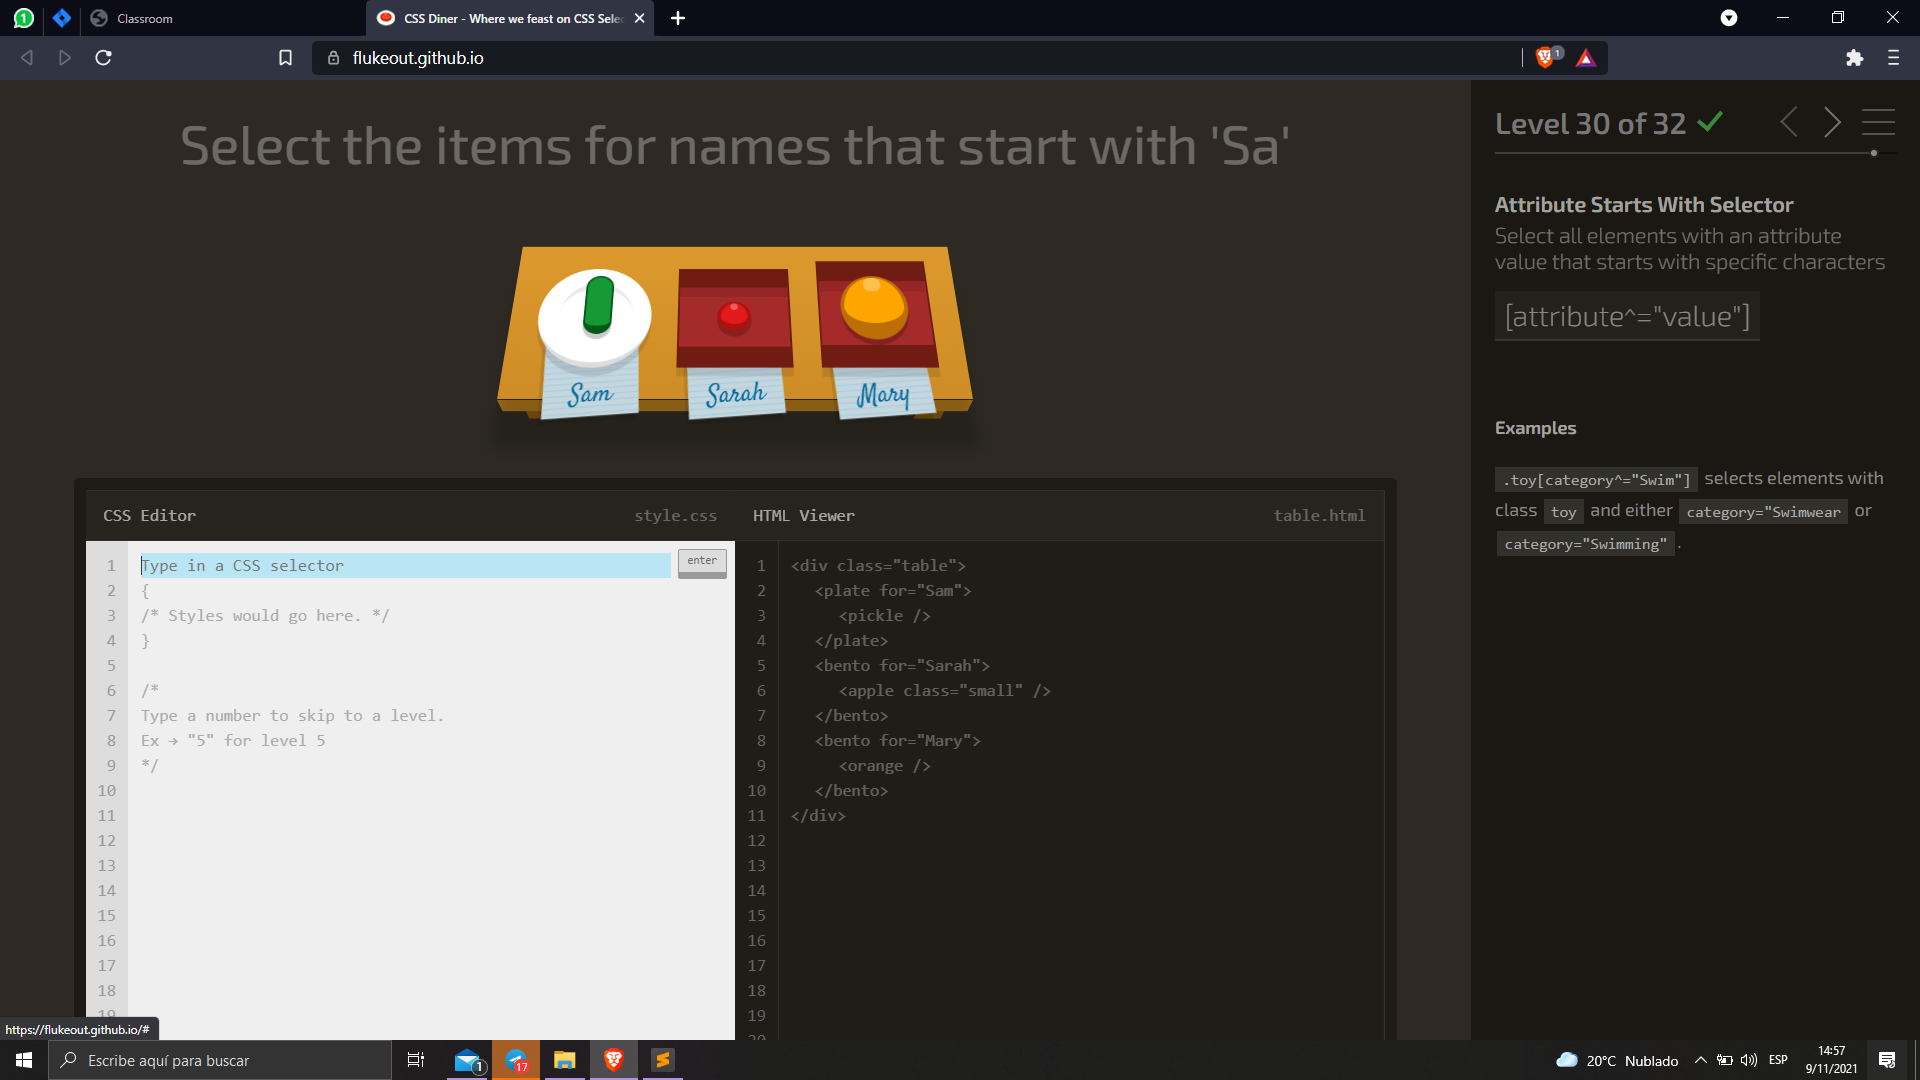 1
Classroom
CSS Diner - Where we feast on CSS Sele
flukeout.github.io
1
Select the items for names that start with 'Sa'
Sam
Sarah
Mary
CSS Editor
style.css
HTML Viewer
table.html
1 Type in a CSS selector
enter
2 {
3 /* Styles would go here. */
4 }
5
6 /*
7 Type a number to skip to a level.
8 Ex → "5" for level 5
9 */
10
11
12
13
14
15
16
17
18
19
1 <div class="table">
2 <plate for="Sam">
3 <pickle />
4 </plate>
5 <bento for="Sarah">
6 <apple class="small" />
7 </bento>
8 <bento for="Mary">
9 <orange />
10 </bento>
11 </div>
12
13
14
15
16
17
18
19
20
Level 30 of 32
Attribute Starts With Selector
Select all elements with an attribute
value that starts with specific characters
[attribute^="value"]
Examples
.toy[category^="Swim"] selects elements with
class toy and either category="Swimwear or
category="Swimming" .
https://flukeout.github.io/#
Escribe aquí para buscar
1
17
20°C Nublado
ESP
14:57
9/11/2021